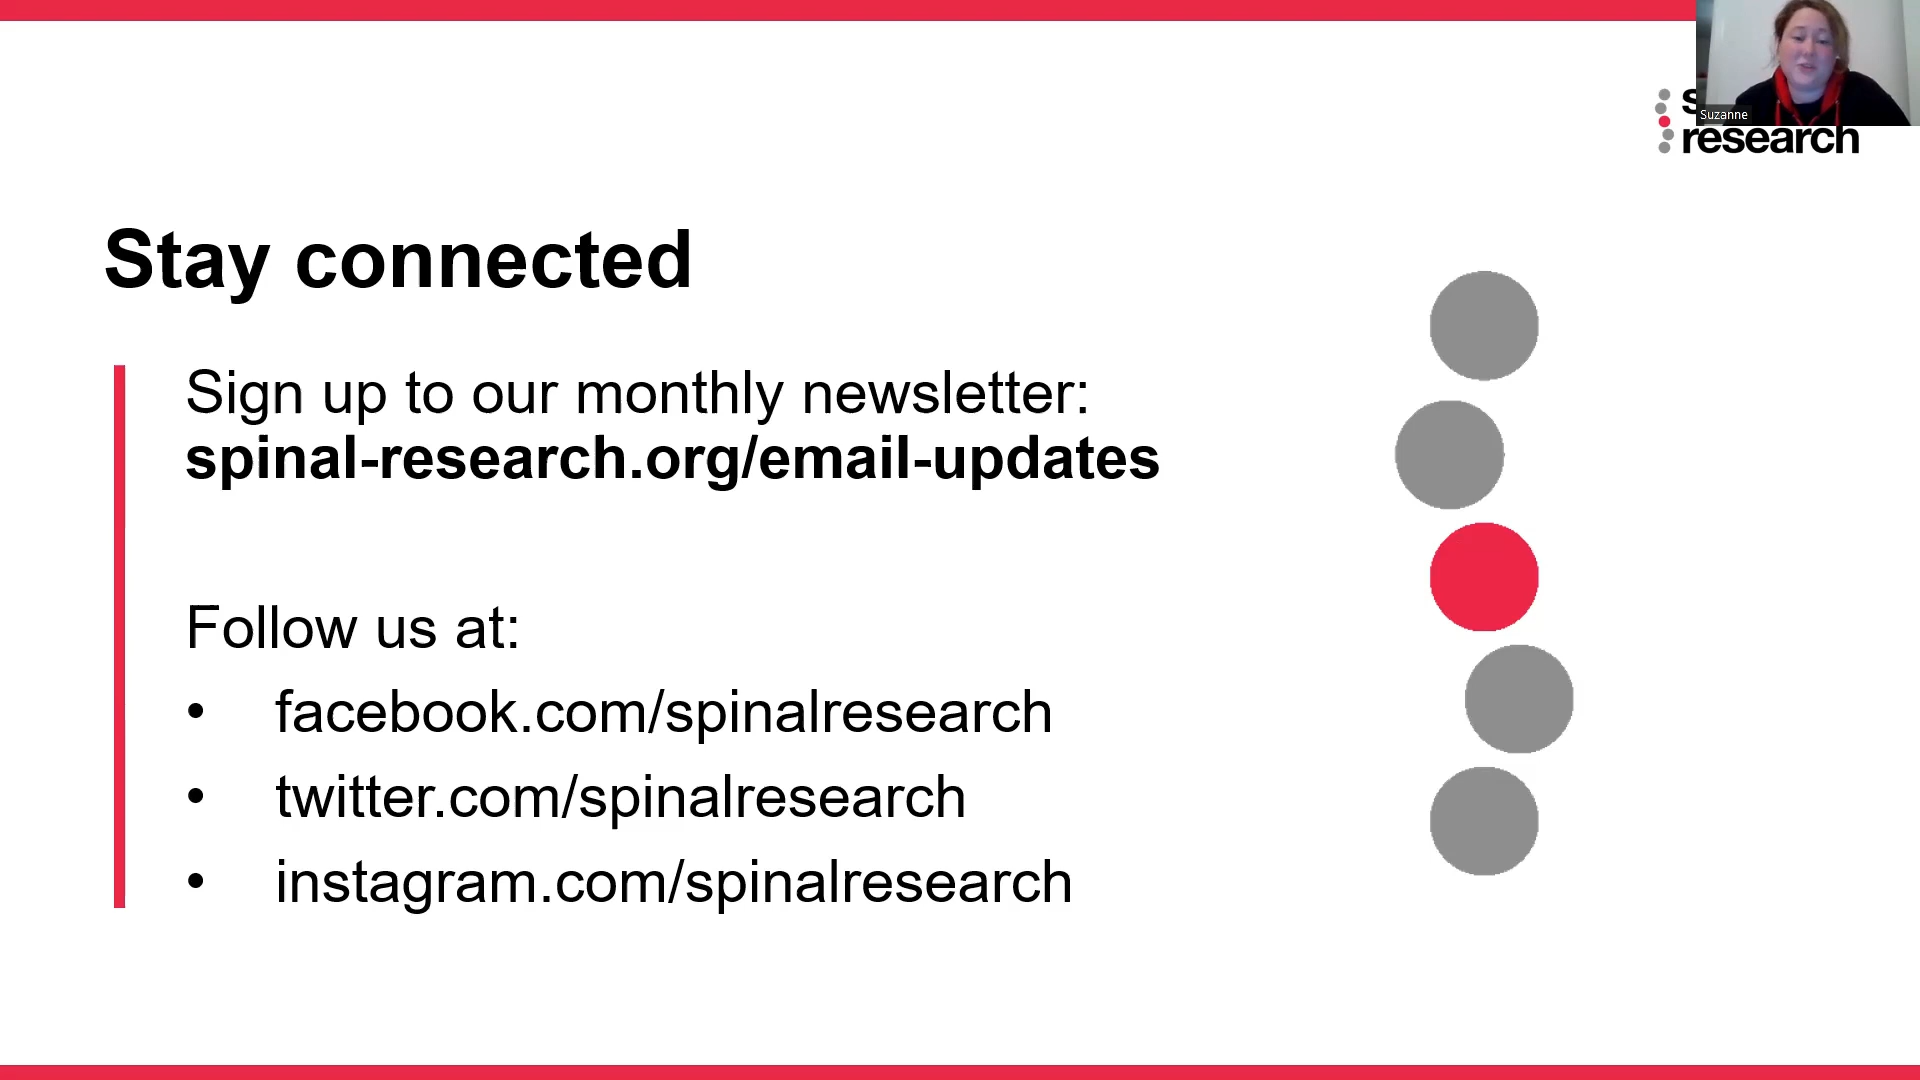 Suzanne
research
Stay connected
Sign up to our monthly newsletter:
spinal-research.org/email-updates
Follow us at:
• facebook.com/spinalresearch
• twitter.com/spinalresearch
• instagram.com/spinalresearch